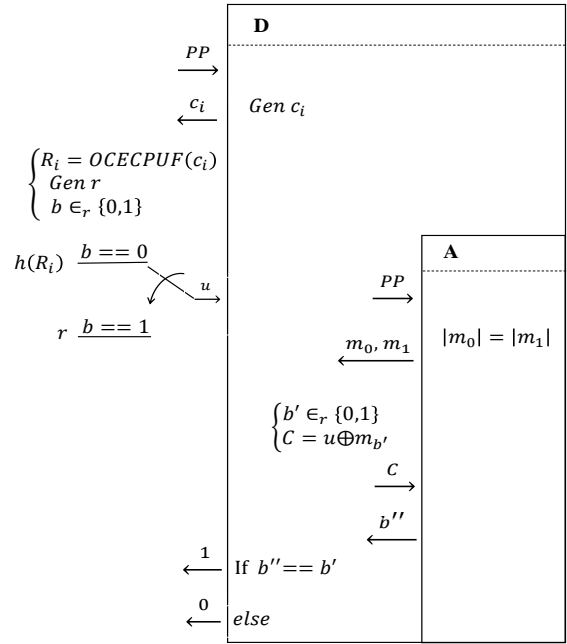 D
PP
c_i Gen c_i
R_i = OCECPUF(c_i)
Gen r
b ∈_r {0,1}
A
h(R_i) b == 0
PP
u
r b == 1
|m_0| = |m_1|
m_0, m_1
b′ ∈_r {0,1}
C = u⊕m_b′
C
b′′
1 If b′′== b′
0 else